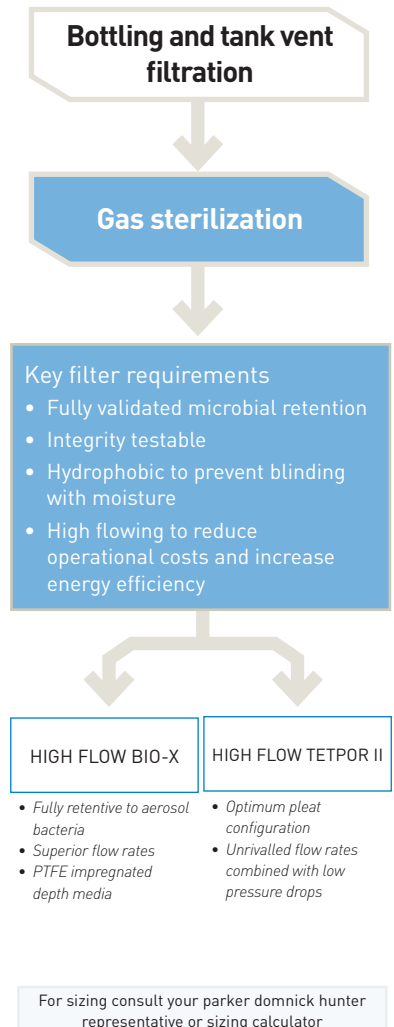 Bottling and tank vent
filtration
Gas sterilization
Key filter requirements
• Fully validated microbial retention
• Integrity testable
• Hydrophobic to prevent blinding
with moisture
• High flowing to reduce
operational costs and increase
energy efficiency
HIGH FLOW BIO-X
• Fully retentive to aerosol
bacteria
• Superior flow rates
• PTFE impregnated
depth media
HIGH FLOW TETPOR II
• Optimum pleat
configuration
• Unrivalled flow rates
combined with low
pressure drops
For sizing consult your parker domnick hunter
representative or sizing calculator